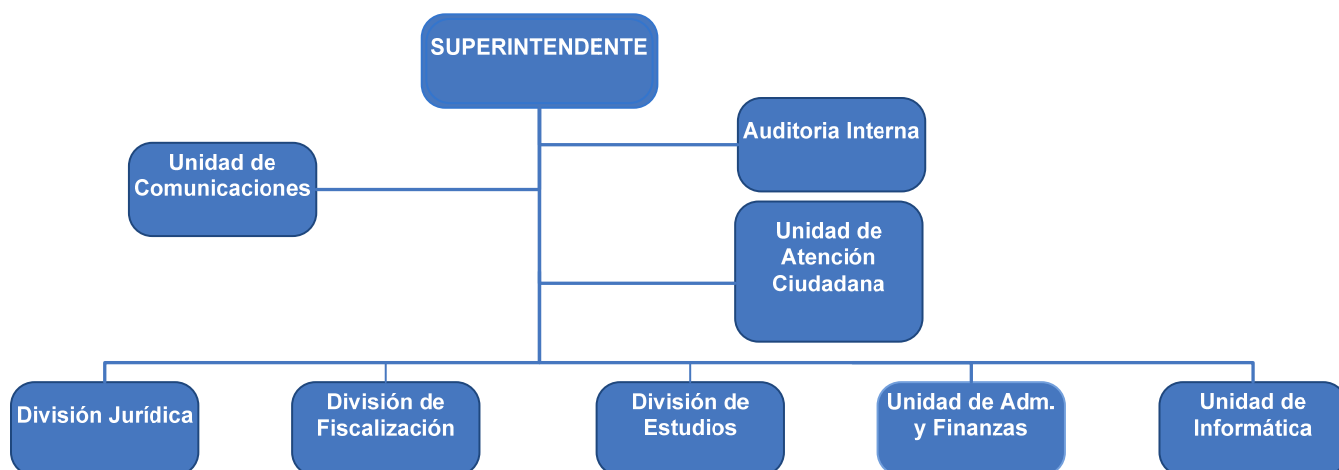 SUPERINTENDENTE
Auditoria Interna
Unidad de
Comunicaciones
Unidad de
Atención
Ciudadana
División Jurídica
División de
Fiscalización
División de
Estudios
Unidad de Adm.
y Finanzas
Unidad de
Informática